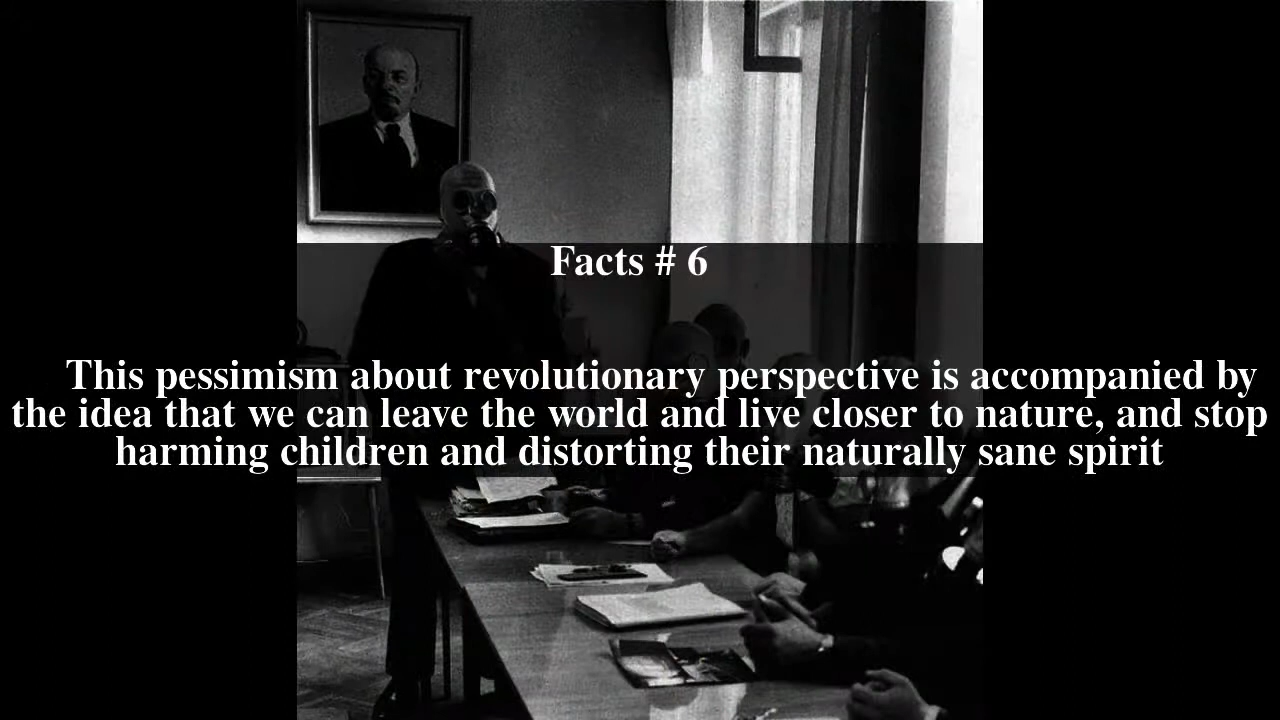 Facts # 6
This pessimism about revolutionary perspective is accompanied by
the idea that we can leave the world and live closer to nature, and stop
harming children and distorting their naturally sane spirit